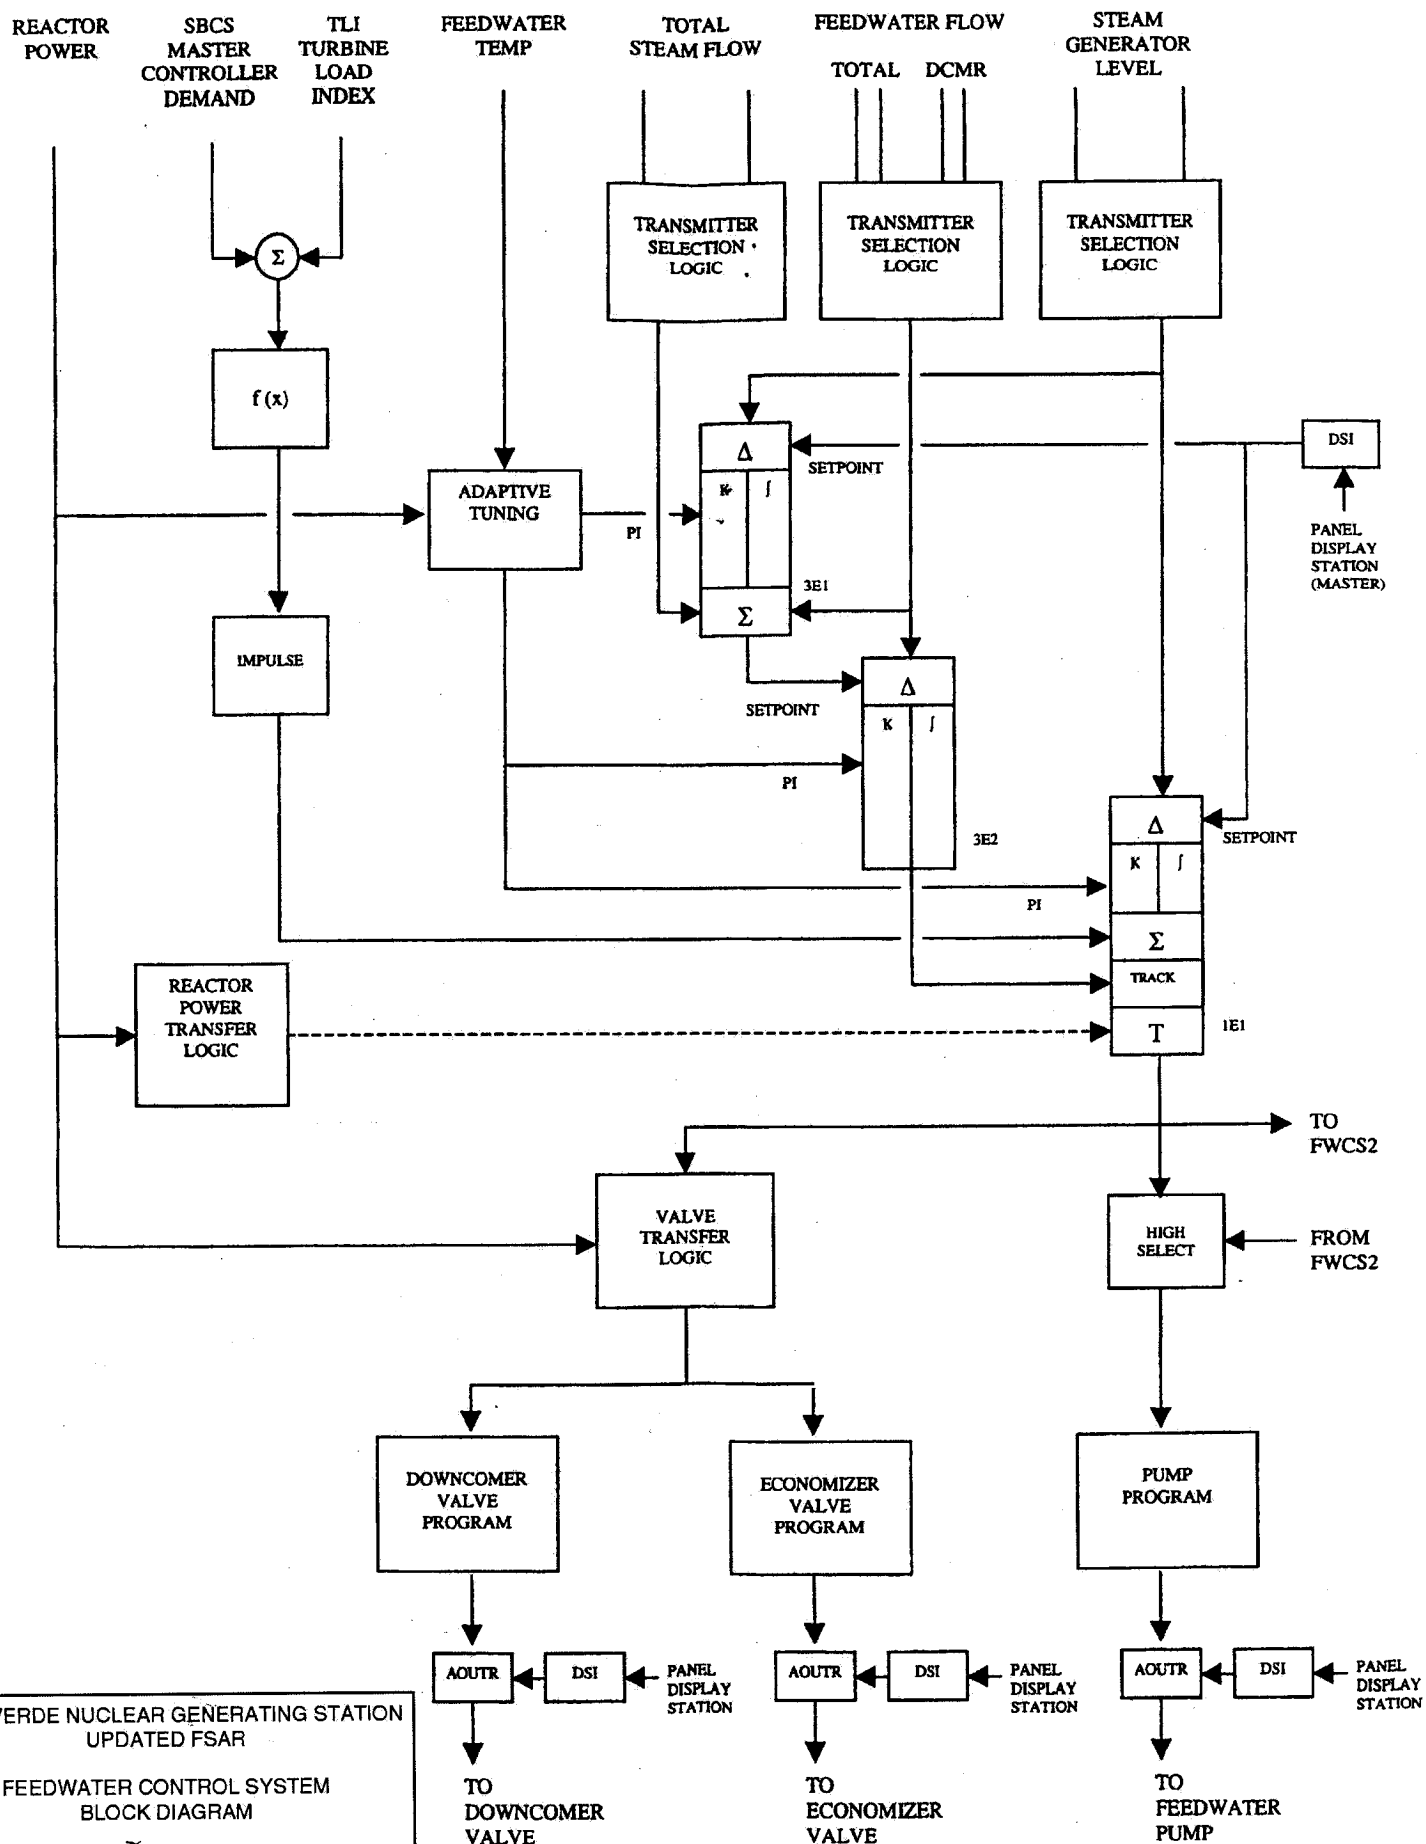 REACTOR
POWER
SBCS
MASTER
CONTROLLER
DEMAND
TLI
TURBINE
LOAD
INDEX
FEEDWATER
TEMP
TOTAL
STEAM FLOW
FEEDWATER FLOW
TOTAL
DCMR
STEAM
GENERATOR
LEVEL
TRANSMITTER
SELECTION
LOGIC
TRANSMITTER
SELECTION
LOGIC
TRANSMITTER
SELECTION
LOGIC
Σ
f (x)
Δ
SETPOINT
DSI
PANEL
DISPLAY
STATION
(MASTER)
ADAPTIVE
TUNING
PI
K ∫
3E1
Σ
IMPULSE
SETPOINT
Δ
K ∫
PI
3E2
Δ
SETPOINT
K ∫
PI
Σ
TRACK
T
1E1
REACTOR
POWER
TRANSFER
LOGIC
TO
FWCS2
VALVE
TRANSFER
LOGIC
HIGH
SELECT
FROM
FWCS2
DOWNCOMER
VALVE
PROGRAM
ECONOMIZER
VALVE
PROGRAM
PUMP
PROGRAM
AOUTR
DSI
PANEL
DISPLAY
STATION
AOUTR
DSI
PANEL
DISPLAY
STATION
AOUTR
DSI
PANEL
DISPLAY
STATION
TO
DOWNCOMER
VALVE
TO
ECONOMIZER
VALVE
TO
FEEDWATER
PUMP
VERDE NUCLEAR GENERATING STATION
UPDATED FSAR
FEEDWATER CONTROL SYSTEM
BLOCK DIAGRAM